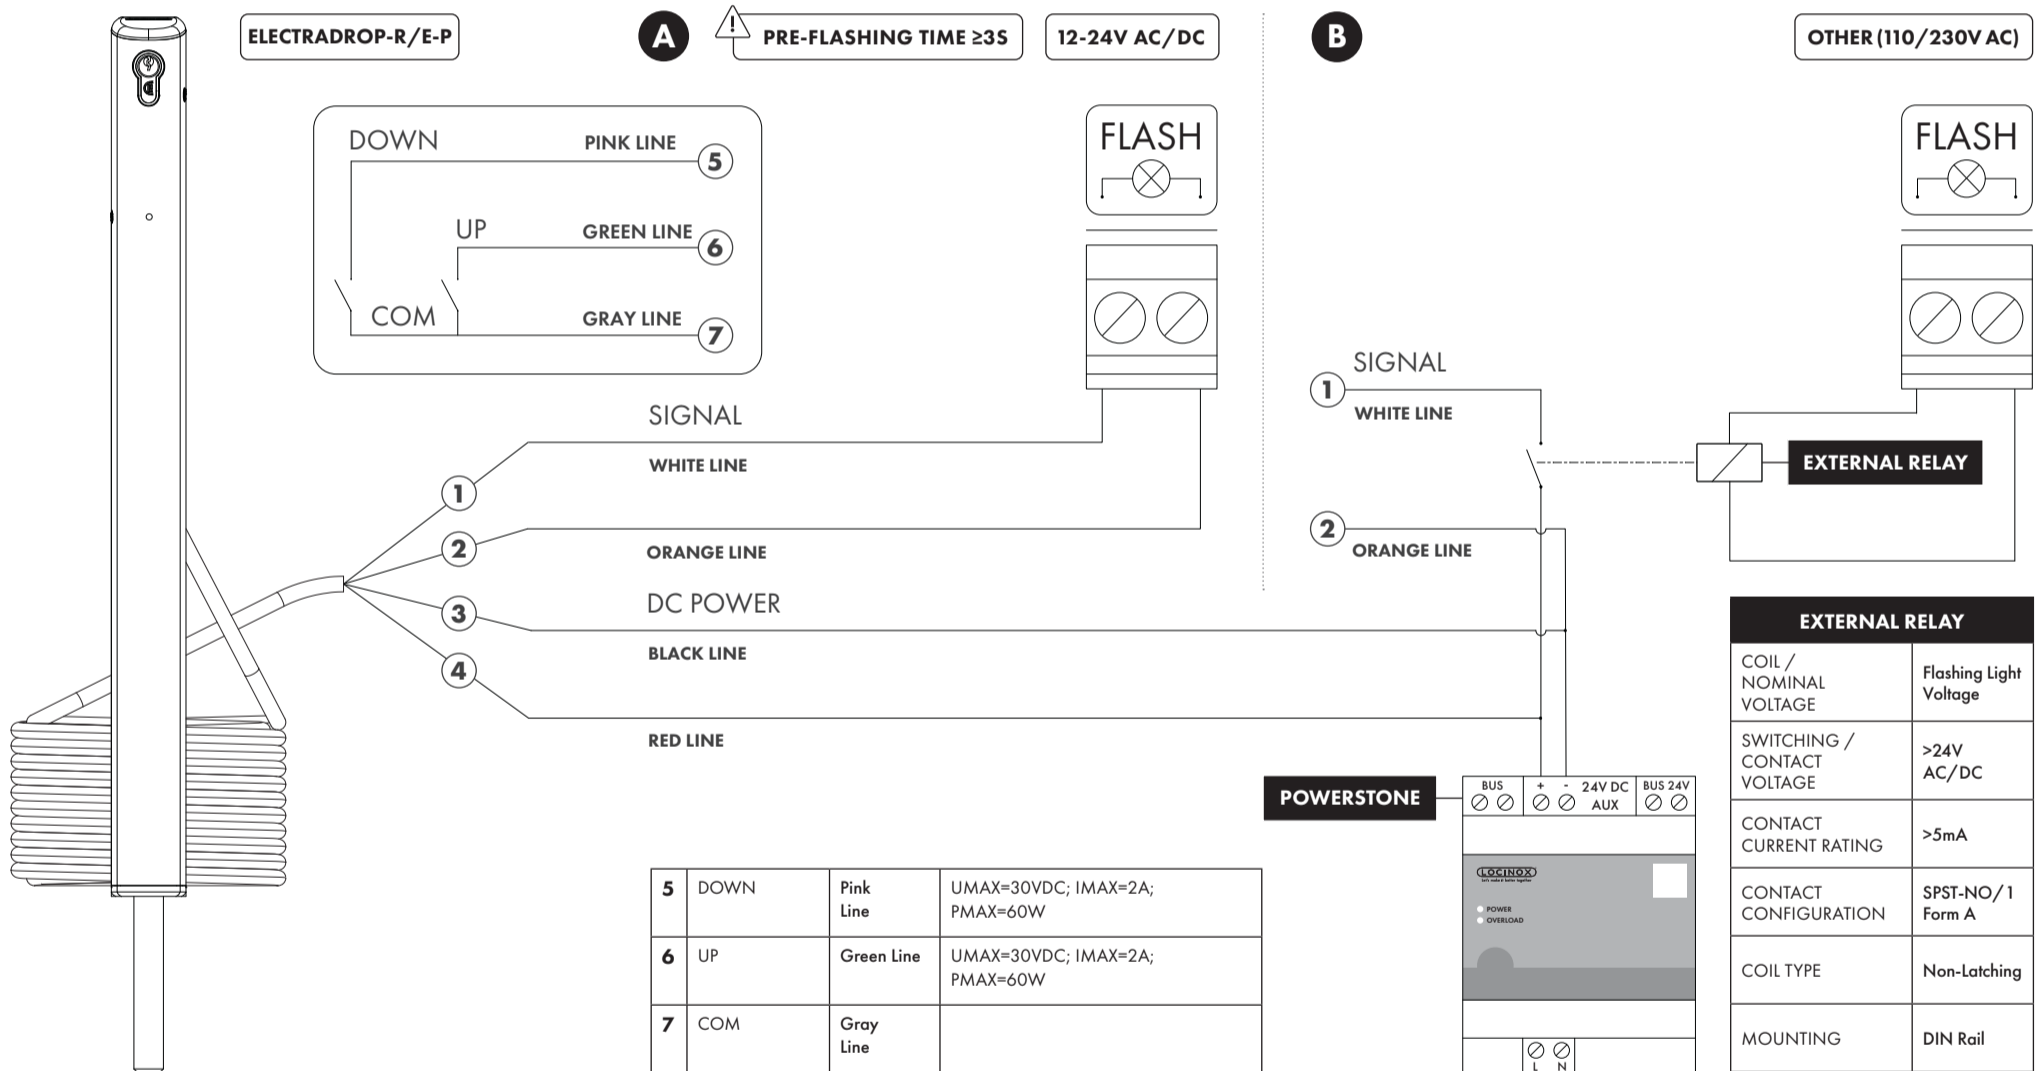 ELECTRADROP-R/E-P
A
! PRE-FLASHING TIME ≥3S
12-24V AC/DC
B
OTHER (110/230V AC)
DOWN
PINK LINE
5
UP
GREEN LINE
6
COM
GRAY LINE
7
FLASH
FLASH
SIGNAL
WHITE LINE
1
2
ORANGE LINE
3
DC POWER
BLACK LINE
4
RED LINE
SIGNAL
1
WHITE LINE
2
ORANGE LINE
EXTERNAL RELAY
POWERSTONE
BUS
+ - 24V DC
AUX
BUS 24V
LOCINOX
Let's make it better together
POWER
OVERLOAD
L N
5 DOWN Pink UMAX=30VDC; IMAX=2A;
Line PMAX=60W
6 UP Green Line UMAX=30VDC; IMAX=2A;
PMAX=60W
7 COM Gray
Line
EXTERNAL RELAY
COIL /
NOMINAL
VOLTAGE
Flashing Light
Voltage
SWITCHING /
CONTACT
VOLTAGE
>24V
AC/DC
CONTACT
CURRENT RATING
>5mA
CONTACT
CONFIGURATION
SPST-NO/1
Form A
COIL TYPE
Non-Latching
MOUNTING
DIN Rail